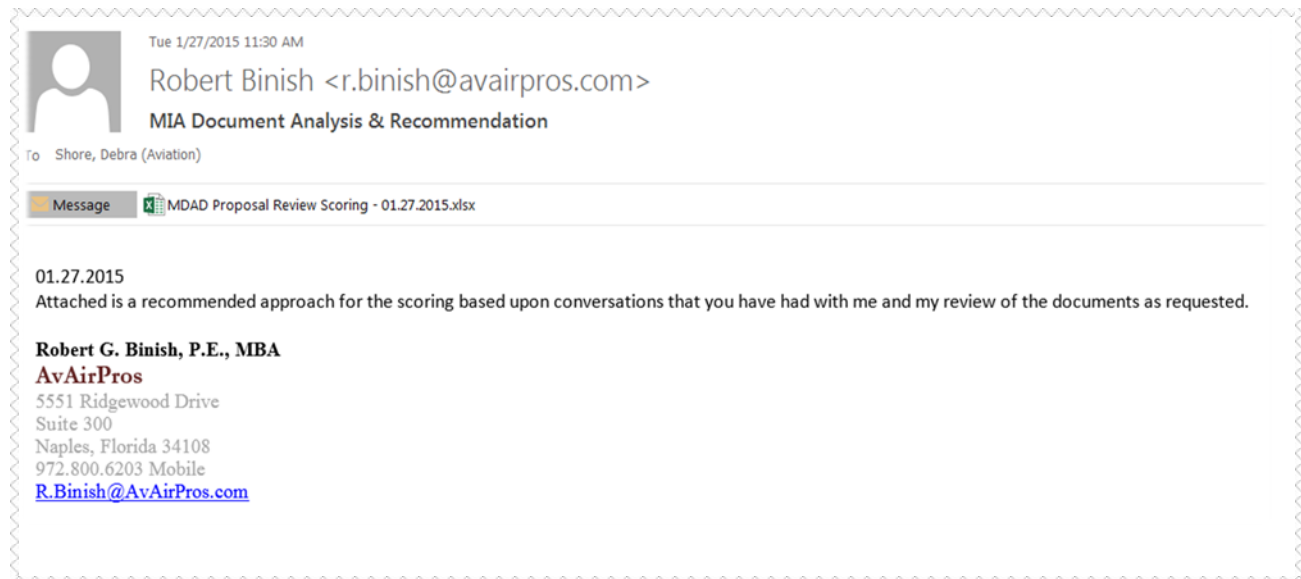 Tue 1/27/2015 11:30 AM
Robert Binish <r.binish@avairpros.com>
MIA Document Analysis & Recommendation
To Shore, Debra (Aviation)
Message MDAD Proposal Review Scoring - 01.27.2015.xlsx
01.27.2015
Attached is a recommended approach for the scoring based upon conversations that you have had with me and my review of the documents as requested.
Robert G. Binish, P.E., MBA
AvAirPros
5551 Ridgewood Drive
Suite 300
Naples, Florida 34108
972.800.6203 Mobile
R.Binish@AvAirPros.com